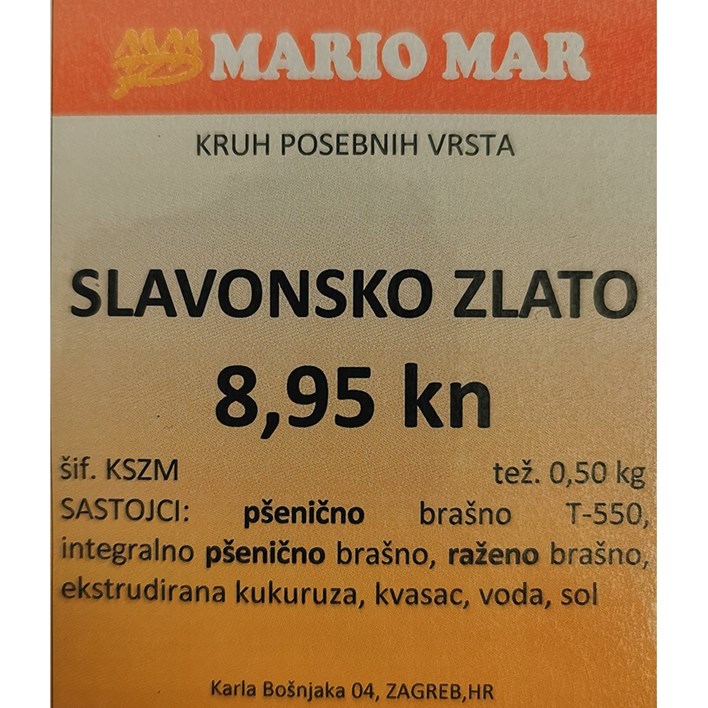 MARIO MAR
KRUH POSEBNIH VRSTA
SLAVONSKO ZLATO
8,95 kn
šif. KSZM tež. 0,50 kg
SASTOJCI: pšenično brašno T-550,
integralno pšenično brašno, raženo brašno,
ekstrudirana kukuruza, kvasac, voda, sol
Karla Bošnjaka 04, ZAGREB,HR